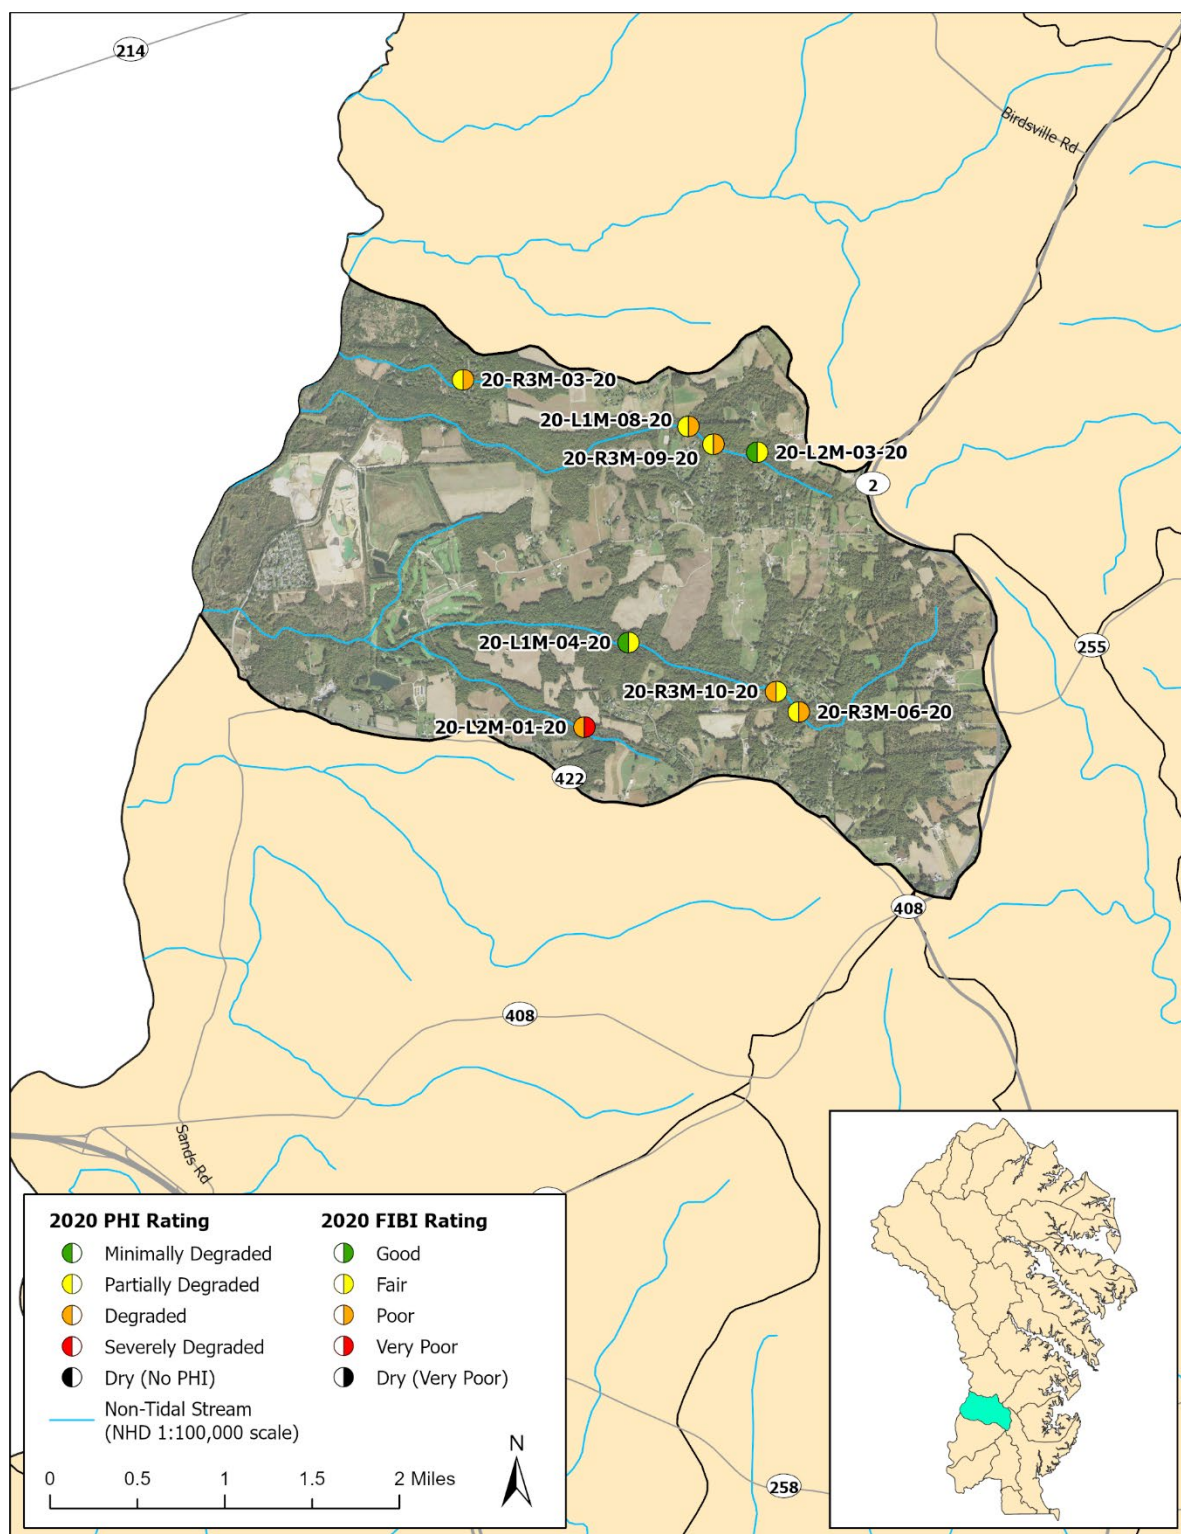 214
Birdsville Rd
20-R3M-03-20
20-L1M-08-20
20-R3M-09-20
20-L2M-03-20
2
20-L1M-04-20
255
20-R3M-10-20
20-R3M-06-20
20-L2M-01-20
422
408
408
Sands Rd
2020 PHI Rating
Minimally Degraded
Partially Degraded
Degraded
Severely Degraded
Dry (No PHI)
Non-Tidal Stream
(NHD 1:100,000 scale)
2020 FIBI Rating
Good
Fair
Poor
Very Poor
Dry (Very Poor)
0 0.5 1 1.5 2 Miles
N
258